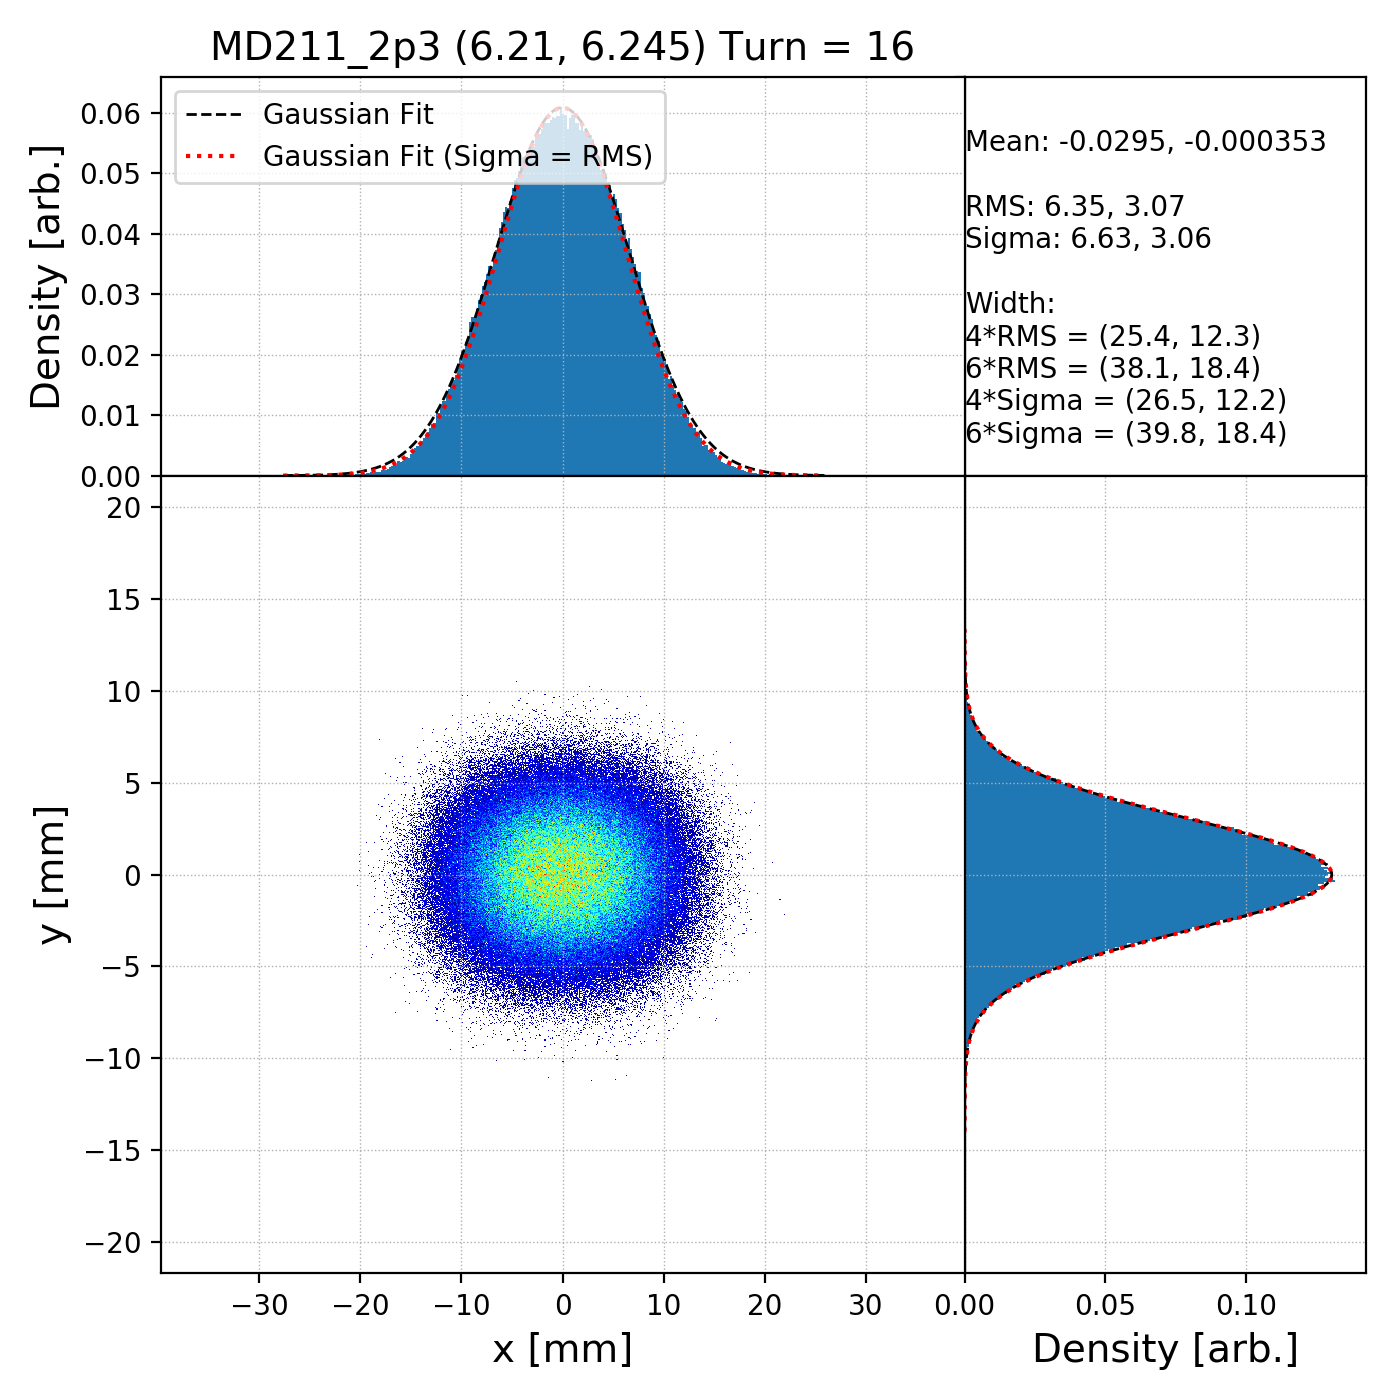 MD211_2p3 (6.21, 6.245) Turn = 16
Gaussian Fit
Gaussian Fit (Sigma = RMS)
Density [arb.]
0.06
0.05
0.04
0.03
0.02
0.01
0.00
Mean: -0.0295, -0.000353
RMS: 6.35, 3.07
Sigma: 6.63, 3.06
Width:
4*RMS = (25.4, 12.3)
6*RMS = (38.1, 18.4)
4*Sigma = (26.5, 12.2)
6*Sigma = (39.8, 18.4)
y [mm]
20
15
10
5
0
−5
−10
−15
−20
−30
−20
−10
0
10
20
30
x [mm]
0.00
0.05
0.10
Density [arb.]